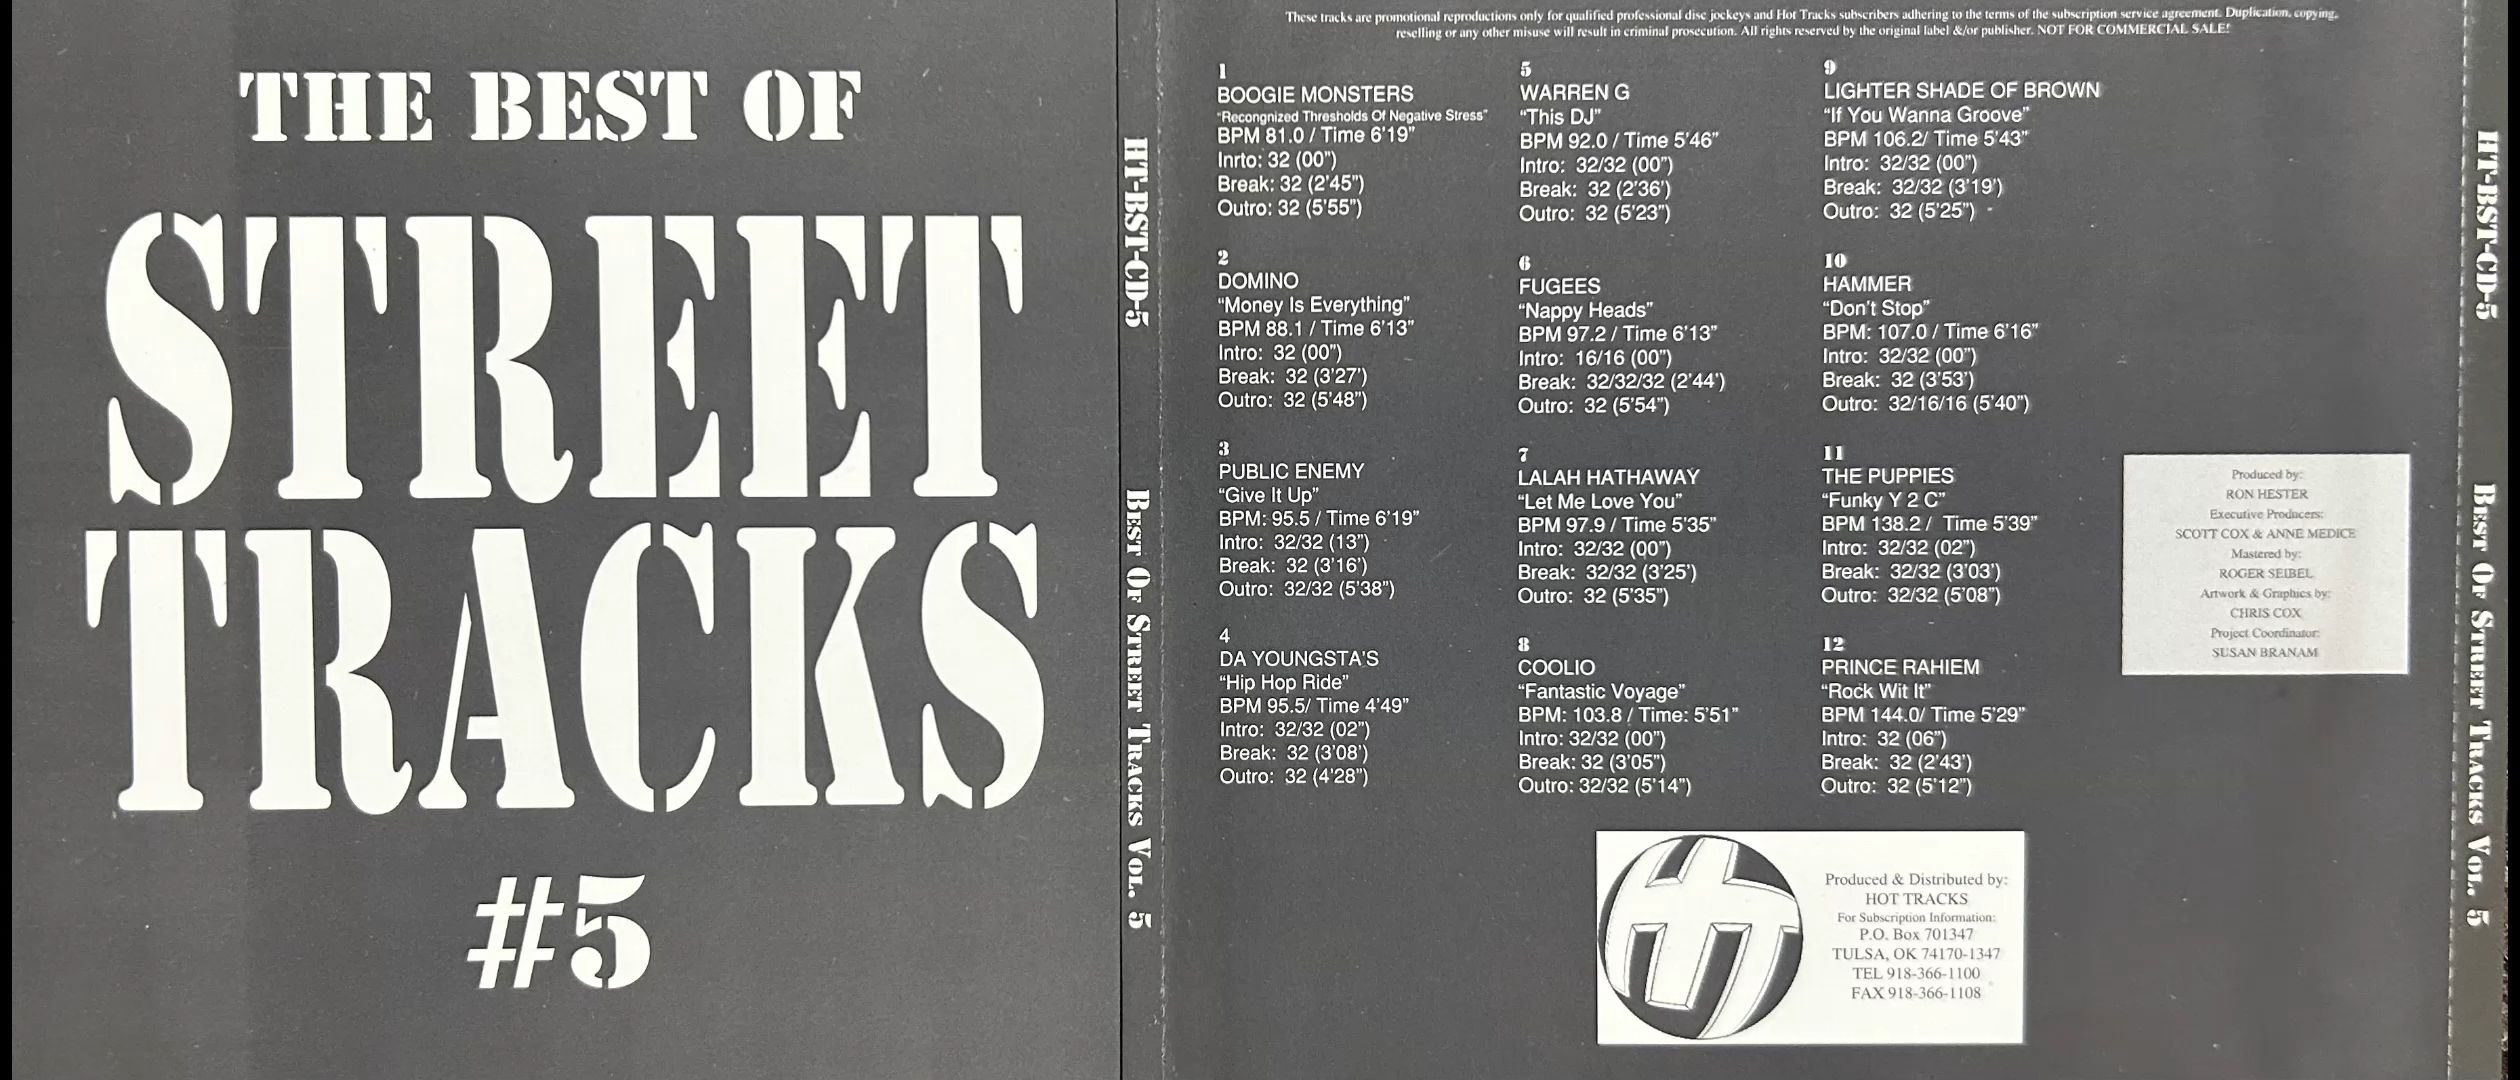 THE BEST OF
STREET
TRACKS
#5
HT-BST-CD-5
BEST OF STREET TRACKS VOL. 5
These tracks are promotional reproductions only for qualified professional disc jockeys and Hot Tracks subscribers adhering to the terms of the subscription service agreement. Duplication, copying,
reselling or any other misuse will result in criminal prosecution. All rights reserved by the original label &/or publisher. NOT FOR COMMERCIAL SALE!
1
BOOGIE MONSTERS
"Recongnized Thresholds Of Negative Stress"
BPM 81.0 / Time 6'19"
Inrto: 32 (00")
Break: 32 (2'45")
Outro: 32 (5'55")
2
DOMINO
"Money Is Everything"
BPM 88.1 / Time 6'13"
Intro: 32 (00")
Break: 32 (3'27')
Outro: 32 (5'48")
3
PUBLIC ENEMY
"Give It Up"
BPM: 95.5 / Time 6'19"
Intro: 32/32 (13")
Break: 32 (3'16')
Outro: 32/32 (5'38")
4
DA YOUNGSTA'S
"Hip Hop Ride"
BPM 95.5/ Time 4'49"
Intro: 32/32 (02")
Break: 32 (3'08')
Outro: 32 (4'28")
5
WARREN G
"This DJ"
BPM 92.0 / Time 5'46"
Intro: 32/32 (00")
Break: 32 (2'36')
Outro: 32 (5'23")
6
FUGEES
"Nappy Heads"
BPM 97.2 / Time 6'13"
Intro: 16/16 (00")
Break: 32/32/32 (2'44')
Outro: 32 (5'54")
7
LALAH HATHAWAY
"Let Me Love You"
BPM 97.9 / Time 5'35"
Intro: 32/32 (00")
Break: 32/32 (3'25')
Outro: 32 (5'35")
8
COOLIO
"Fantastic Voyage"
BPM: 103.8 / Time: 5'51"
Intro: 32/32 (00")
Break: 32 (3'05")
Outro: 32/32 (5'14")
9
LIGHTER SHADE OF BROWN
"If You Wanna Groove"
BPM 106.2/ Time 5'43"
Intro: 32/32 (00")
Break: 32/32 (3'19')
Outro: 32 (5'25")
10
HAMMER
"Don't Stop"
BPM: 107.0 / Time 6'16"
Intro: 32/32 (00")
Break: 32 (3'53')
Outro: 32/16/16 (5'40")
11
THE PUPPIES
"Funky Y 2 C"
BPM 138.2 / Time 5'39"
Intro: 32/32 (02")
Break: 32/32 (3'03')
Outro: 32/32 (5'08")
12
PRINCE RAHIEM
"Rock Wit It"
BPM 144.0/ Time 5'29"
Intro: 32 (06")
Break: 32 (2'43')
Outro: 32 (5'12")
Produced by:
RON HESTER
Executive Producers:
SCOTT COX & ANNE MEDICE
Mastered by:
ROGER SEIBEL
Artwork & Graphics by:
CHRIS COX
Project Coordinator:
SUSAN BRANAM
HT
Produced & Distributed by:
HOT TRACKS
For Subscription Information:
P.O. Box 701347
TULSA, OK 74170-1347
TEL 918-366-1100
FAX 918-366-1108
HT-BST-CD-5
BEST OF STREET TRACKS VOL. 5